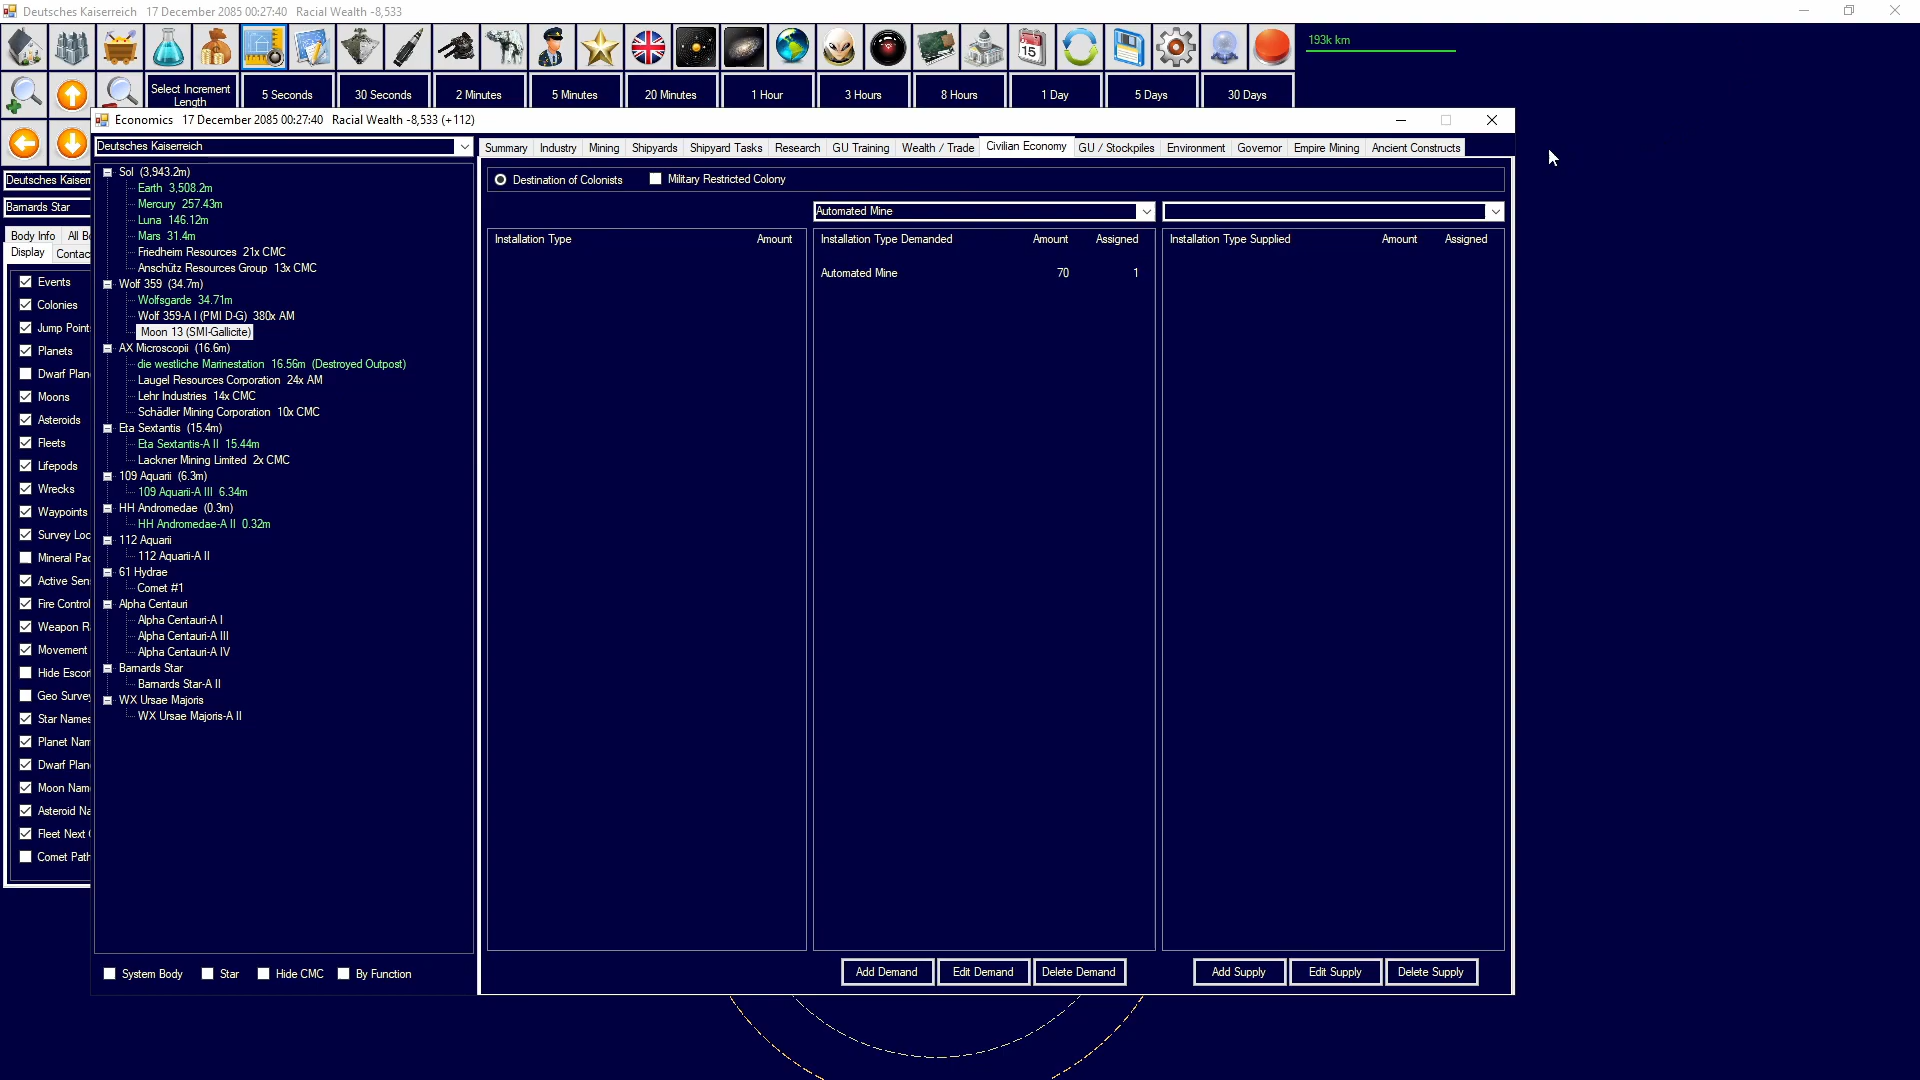 Deutsches Kaiserreich   17 December 2085 00:27:40   Racial Wealth -8,533
193k km
15
Select Increment Length
5 Seconds
30 Seconds
2 Minutes
5 Minutes
20 Minutes
1 Hour
3 Hours
8 Hours
1 Day
5 Days
30 Days
Economics   17 December 2085 00:27:40   Racial Wealth -8,533 (+112)
Deutsches Kaiserreich
Summary
Industry
Mining
Shipyards
Shipyard Tasks
Research
GU Training
Wealth / Trade
Civilian Economy
GU / Stockpiles
Environment
Governor
Empire Mining
Ancient Constructs
Deutsches Kaisern
Barnards Star
Body Info
All Bo
Display
Contac
Events
Colonies
Jump Points
Planets
Dwarf Plan
Moons
Asteroids
Fleets
Lifepods
Wrecks
Waypoints
Survey Loc
Mineral Pac
Active Sen
Fire Control
Weapon R
Movement
Hide Escor
Geo Survey
Star Names
Planet Nam
Dwarf Plan
Moon Nam
Asteroid Na
Fleet Next
Comet Path
Sol  (3,943.2m)
Earth  3,508.2m
Mercury  257.43m
Luna  146.12m
Mars  31.4m
Friedheim Resources  21x CMC
Anschütz Resources Group  13x CMC
Wolf 359  (34.7m)
Wolfsgarde  34.71m
Wolf 359-A I (PMI D-G)  380x AM
Moon 13 (SMI-Gallicite)
AX Microscopii  (16.6m)
die westliche Marinestation  16.56m  (Destroyed Outpost)
Laugel Resources Corporation  24x AM
Lehr Industries  14x CMC
Schädler Mining Corporation  10x CMC
Eta Sextantis  (15.4m)
Eta Sextantis-A II  15.44m
Lackner Mining Limited  2x CMC
109 Aquarii  (6.3m)
109 Aquarii-A III  6.34m
HH Andromedae  (0.3m)
HH Andromedae-A II  0.32m
112 Aquarii
112 Aquarii-A II
61 Hydrae
Comet #1
Alpha Centauri
Alpha Centauri-A I
Alpha Centauri-A III
Alpha Centauri-A IV
Barnards Star
Barnards Star-A II
WX Ursae Majoris
WX Ursae Majoris-A II
System Body
Star
Hide CMC
By Function
Destination of Colonists
Military Restricted Colony
Automated Mine
Installation Type   Amount
Installation Type Demanded   Amount   Assigned
Automated Mine   70   1
Installation Type Supplied   Amount   Assigned
Add Demand
Edit Demand
Delete Demand
Add Supply
Edit Supply
Delete Supply